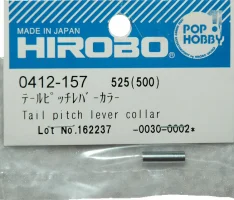 POP
HOBBY
MADE IN JAPAN
HIROBO
0412-157 525(500)
ﾃｰﾙﾋﾟｯﾁﾚﾊﾞｰｶﾗｰ
Tail pitch lever collar
Lot No.162237 -0030-0002*